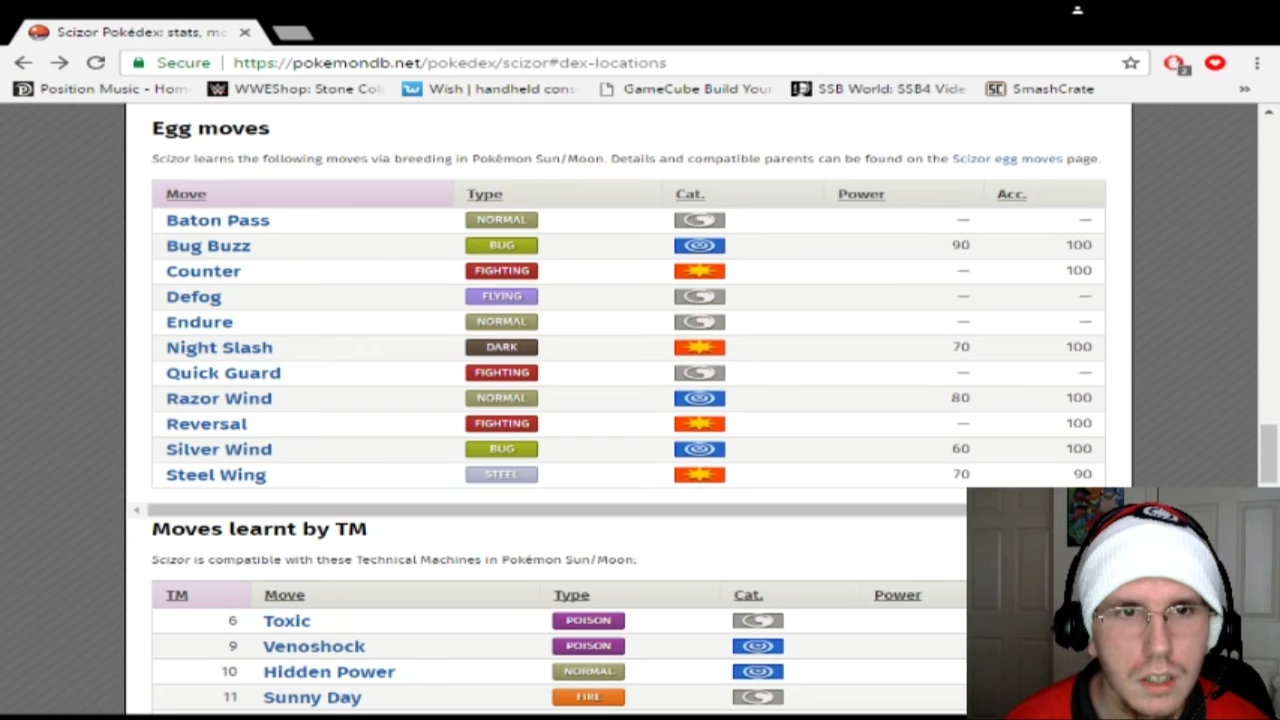 Scizor Pokédex: stats, mo
Secure https://pokemondb.net/pokedex/scizor#dex-locations
2
Position Music - Hom WWEShop: Stone Col Wish | handheld cons GameCube Build Your SSB World: SSB4 Vide SC SmashCrate »
Egg moves
Scizor learns the following moves via breeding in Pokémon Sun/Moon. Details and compatible parents can be found on the Scizor egg moves page.
Move Type Cat. Power Acc.
Baton Pass NORMAL — —
Bug Buzz BUG 90 100
Counter FIGHTING — 100
Defog FLYING — —
Endure NORMAL — —
Night Slash DARK 70 100
Quick Guard FIGHTING — —
Razor Wind NORMAL 80 100
Reversal FIGHTING — 100
Silver Wind BUG 60 100
Steel Wing STEEL 70 90
Moves learnt by TM
Scizor is compatible with these Technical Machines in Pokémon Sun/Moon:
TM Move Type Cat. Power
6 Toxic POISON
9 Venoshock POISON
10 Hidden Power NORMAL
11 Sunny Day FIRE